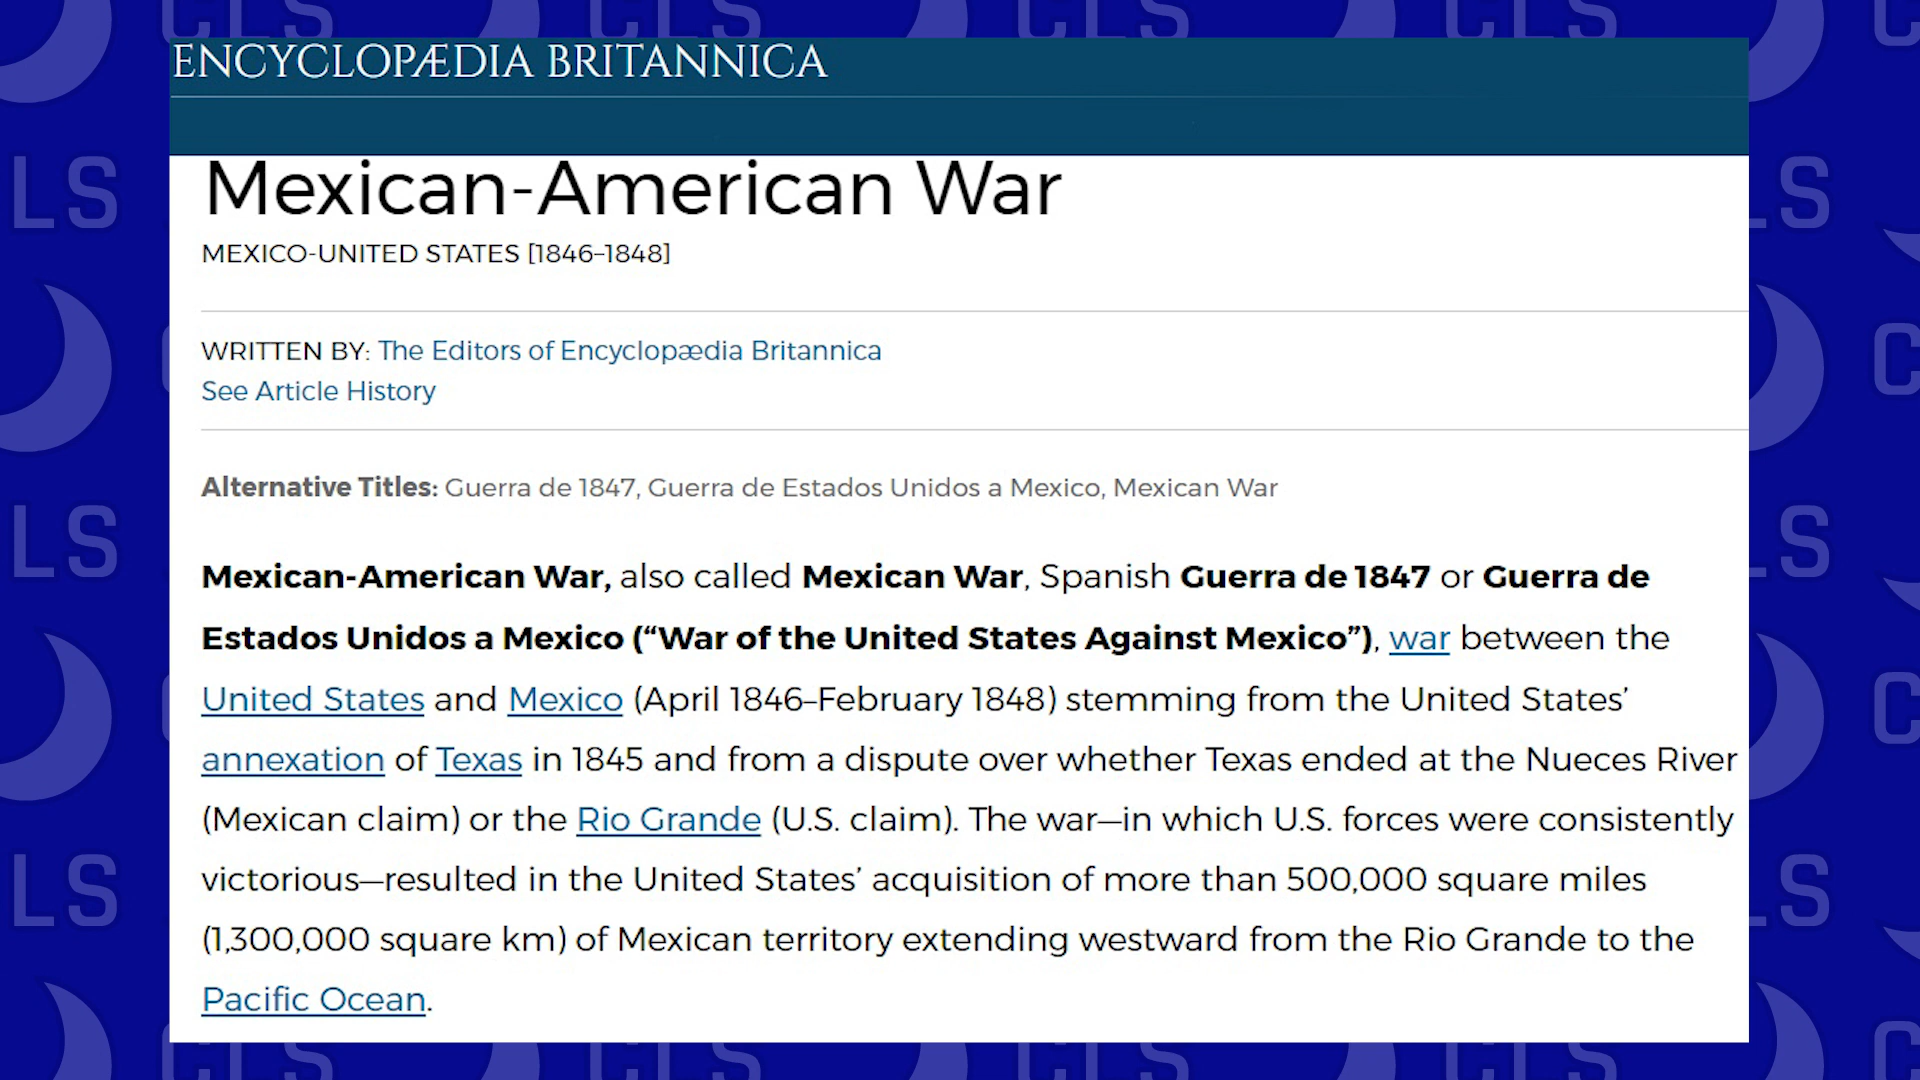 ENCYCLOPÆDIA BRITANNICA
Mexican-American War
MEXICO-UNITED STATES [1846–1848]
WRITTEN BY: The Editors of Encyclopædia Britannica
See Article History
Alternative Titles: Guerra de 1847, Guerra de Estados Unidos a Mexico, Mexican War
Mexican-American War, also called Mexican War, Spanish Guerra de 1847 or Guerra de
Estados Unidos a Mexico (“War of the United States Against Mexico”), war between the
United States and Mexico (April 1846–February 1848) stemming from the United States’
annexation of Texas in 1845 and from a dispute over whether Texas ended at the Nueces River
(Mexican claim) or the Rio Grande (U.S. claim). The war—in which U.S. forces were consistently
victorious—resulted in the United States’ acquisition of more than 500,000 square miles
(1,300,000 square km) of Mexican territory extending westward from the Rio Grande to the
Pacific Ocean.